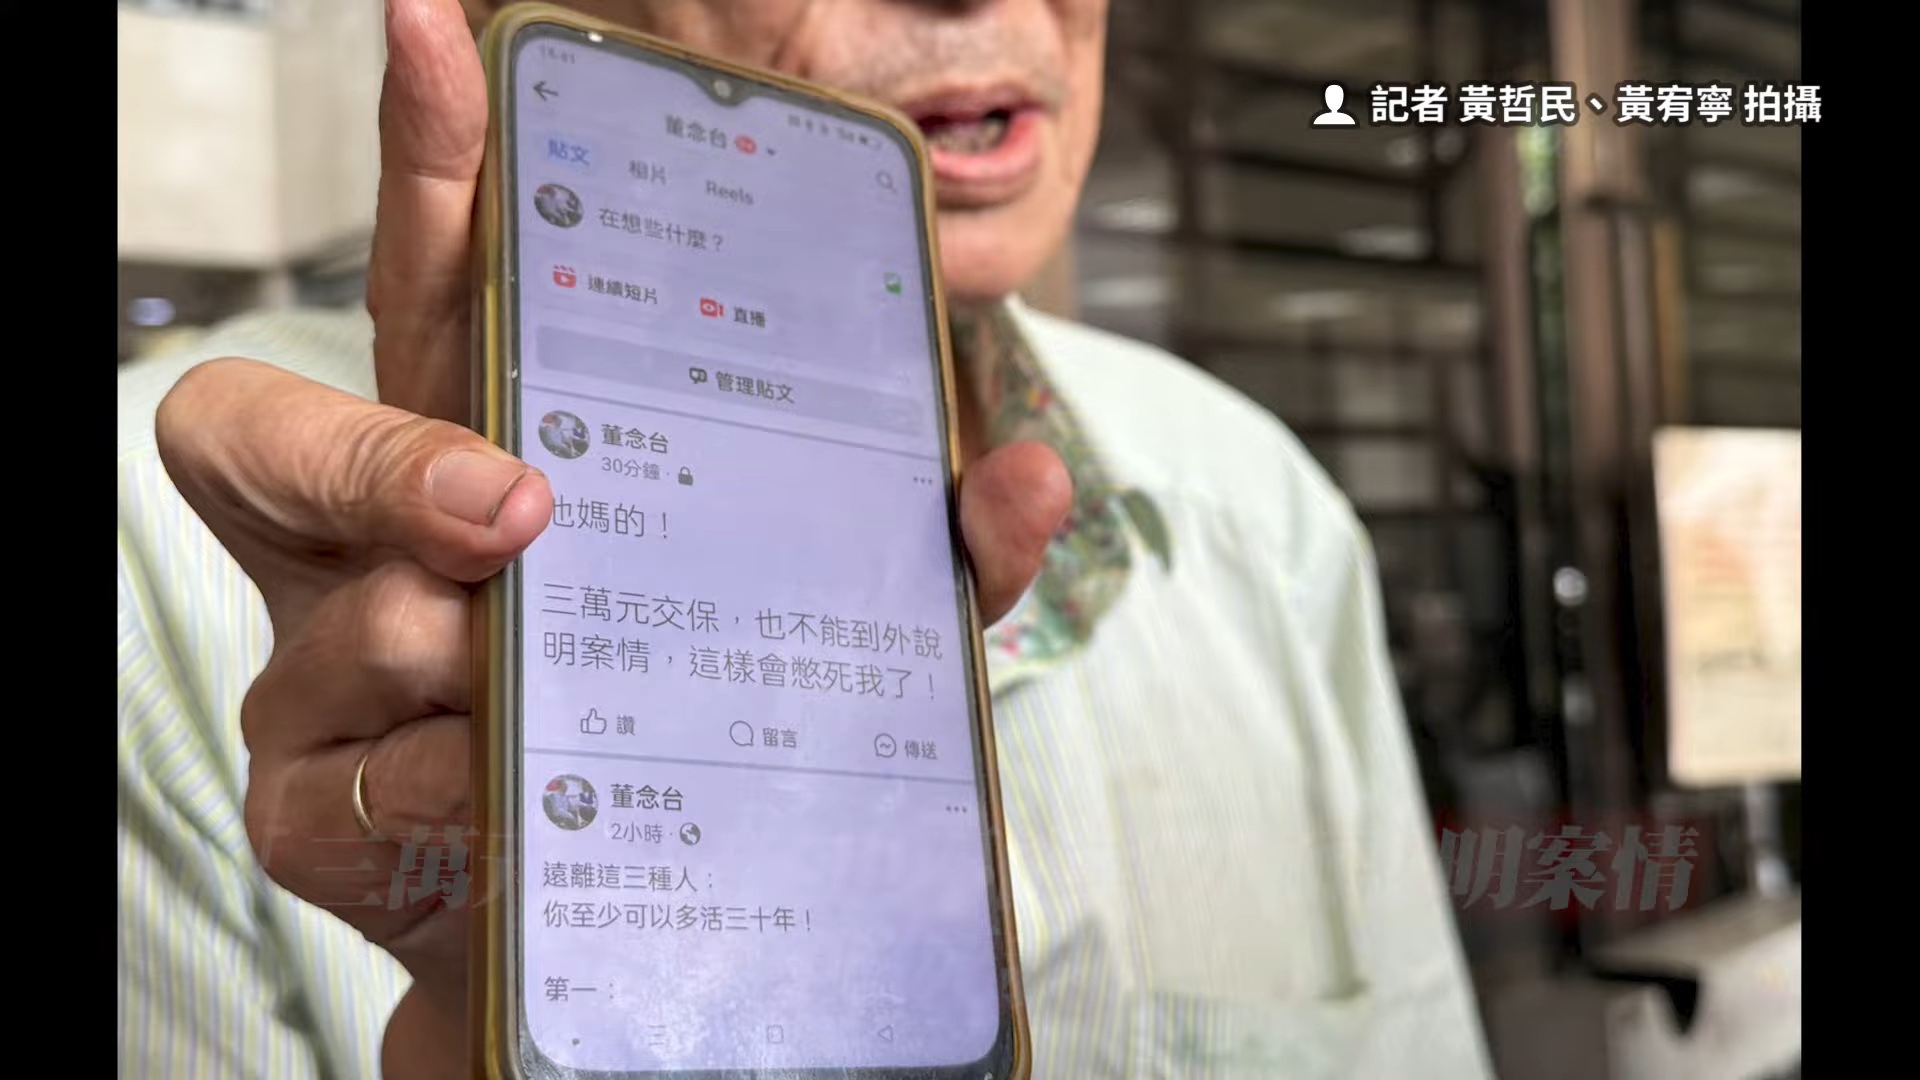 記者 黃哲民、黃宥寧 拍攝
董念台
貼文
相片
Reels
在想些什麼？
連續短片
直播
管理貼文
董念台
30分鐘
他媽的！
三萬元交保，也不能到外說
明案情，這樣會憋死我了！
讚
留言
傳送
董念台
2小時
遠離這三種人：
你至少可以多活三十年！
第一：
「三萬元
明案情